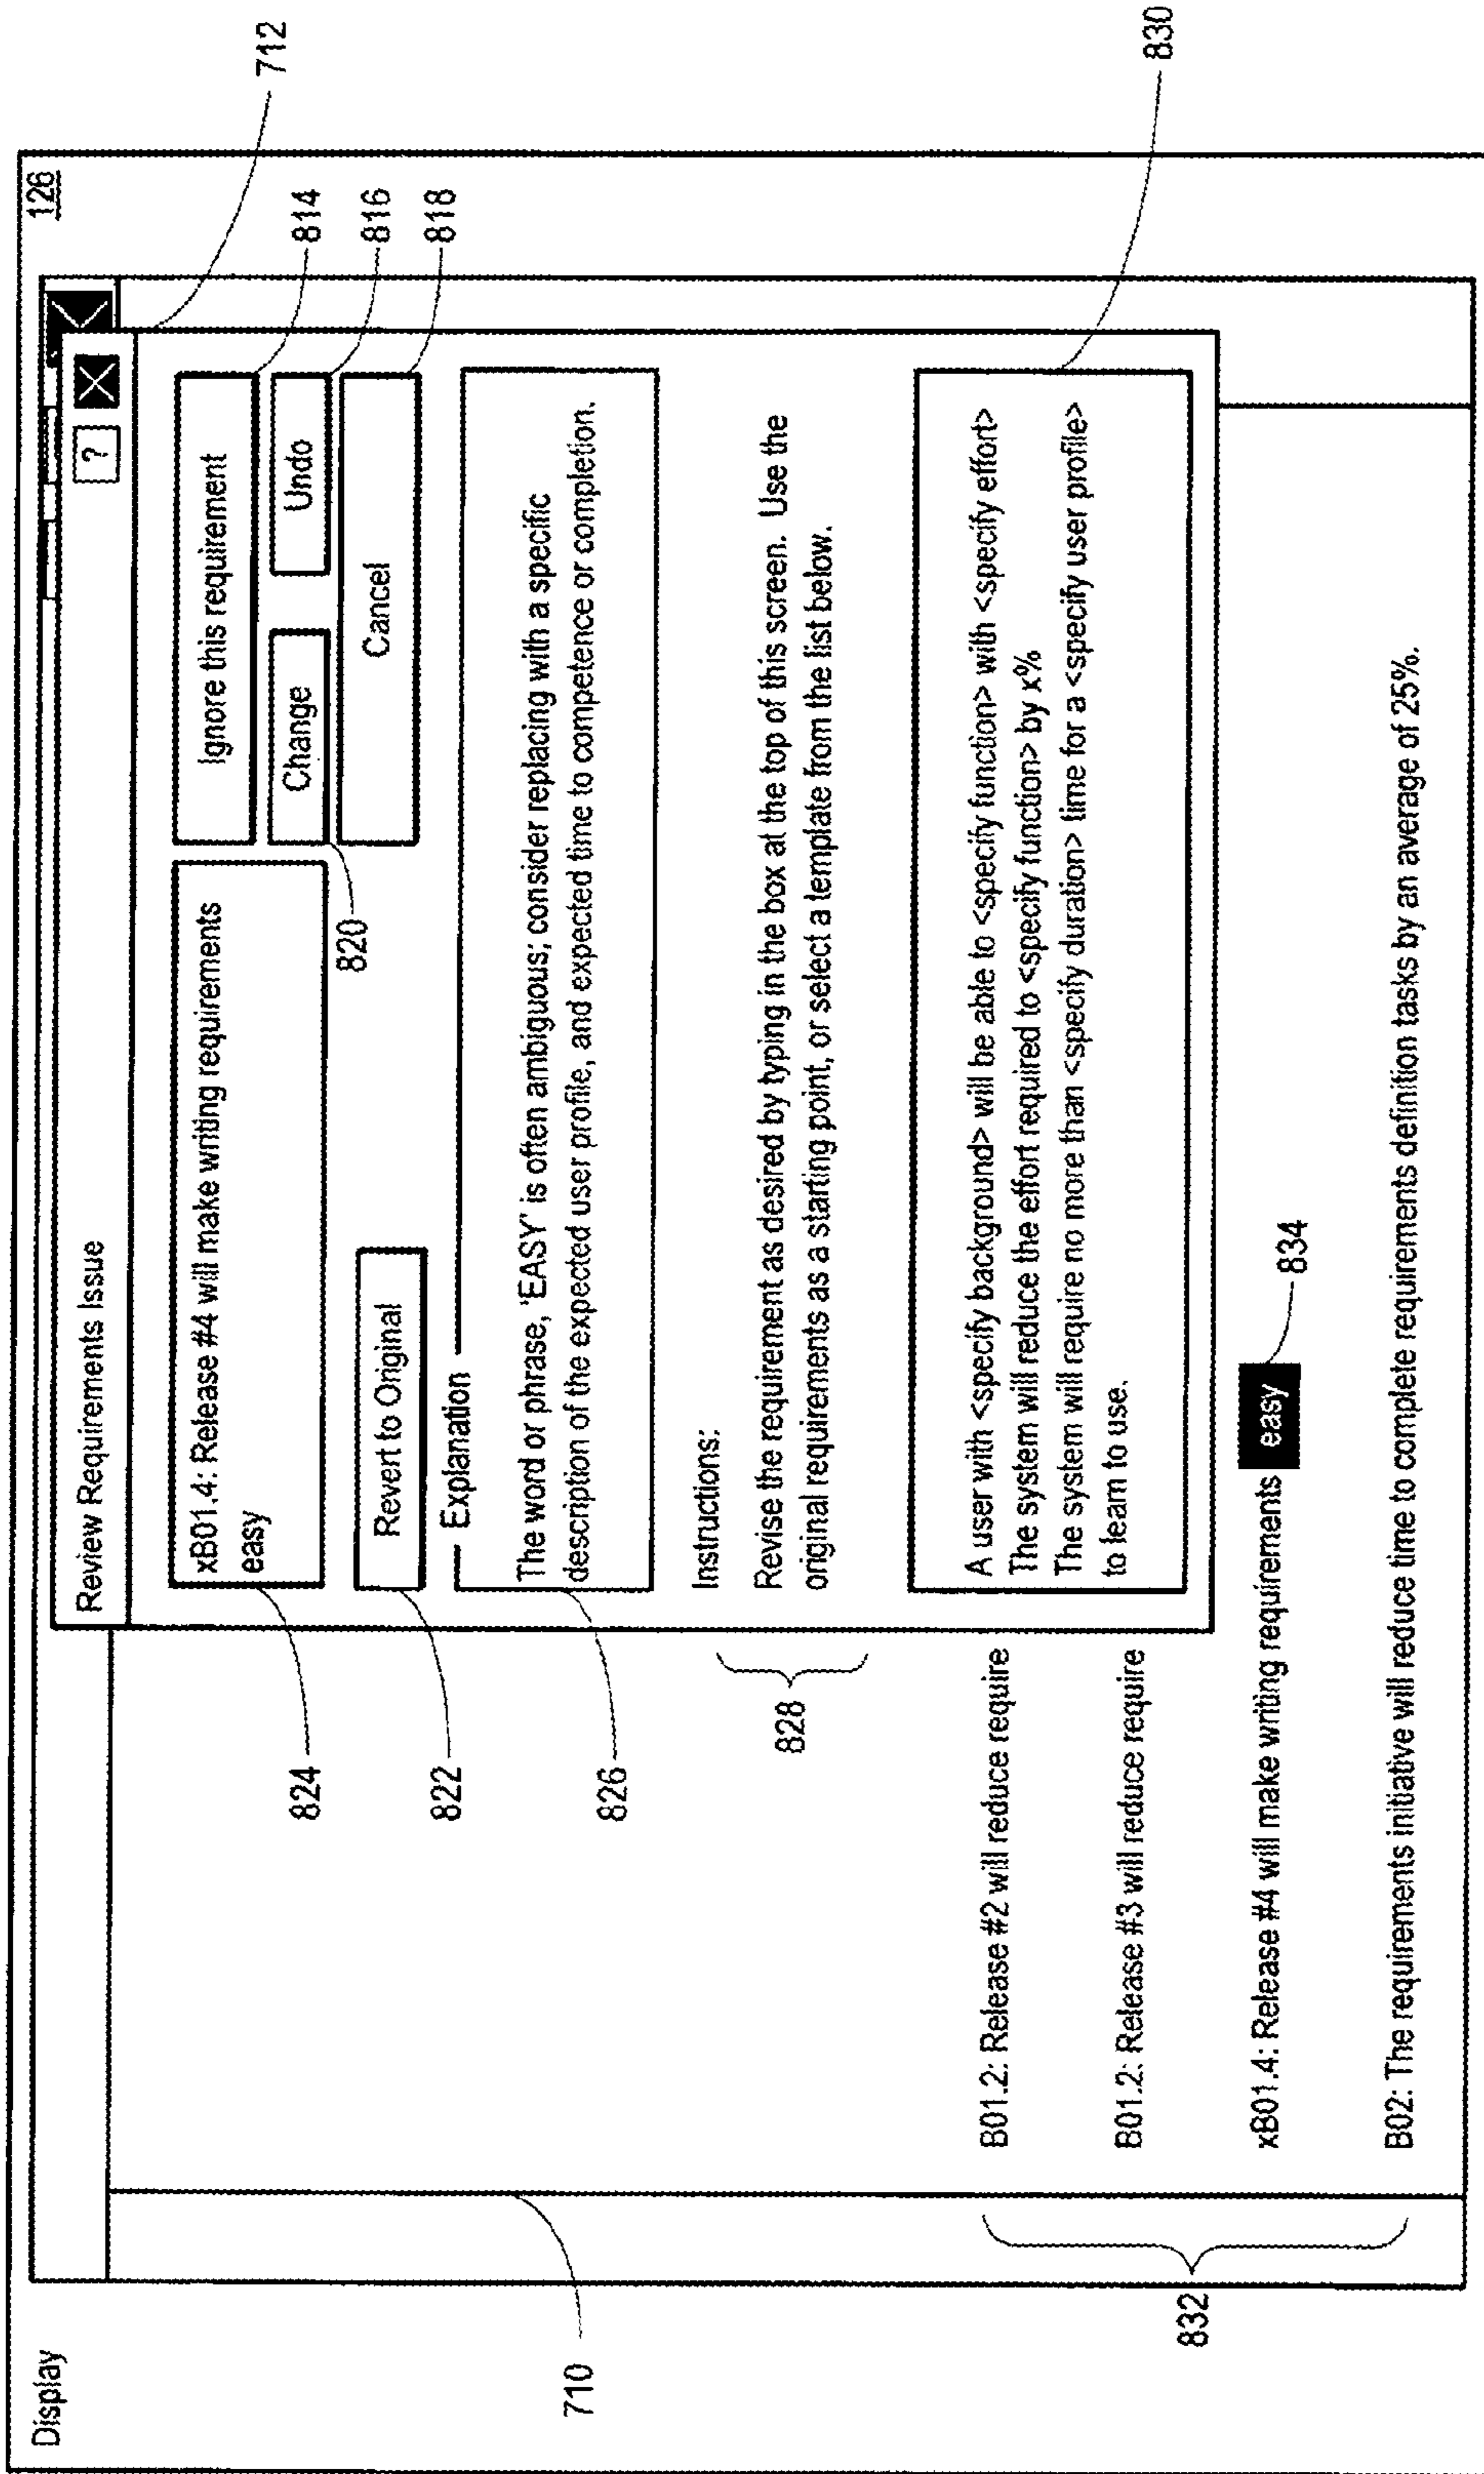 Display
126
Review Requirements Issue
?
712
xB01.4: Release #4 will make writing requirements
easy
Ignore this requirement
Change
Undo
Cancel
814
816
818
820
824
Revert to Original
822
Explanation
The word or phrase, 'EASY' is often ambiguous; consider replacing with a specific
description of the expected user profile, and expected time to competence or completion.
826
Instructions:
Revise the requirement as desired by typing in the box at the top of this screen. Use the
original requirements as a starting point, or select a template from the list below.
828
710
A user with <specify background> will be able to <specify function> with <specify effort>
The system will reduce the effort required to <specify function> by x%
The system will require no more than <specify duration> time for a <specify user profile>
to learn to use.
830
B01.2: Release #2 will reduce require
B01.2: Release #3 will reduce require
xB01.4: Release #4 will make writing requirements easy
834
B02: The requirements initiative will reduce time to complete requirements definition tasks by an average of 25%.
832